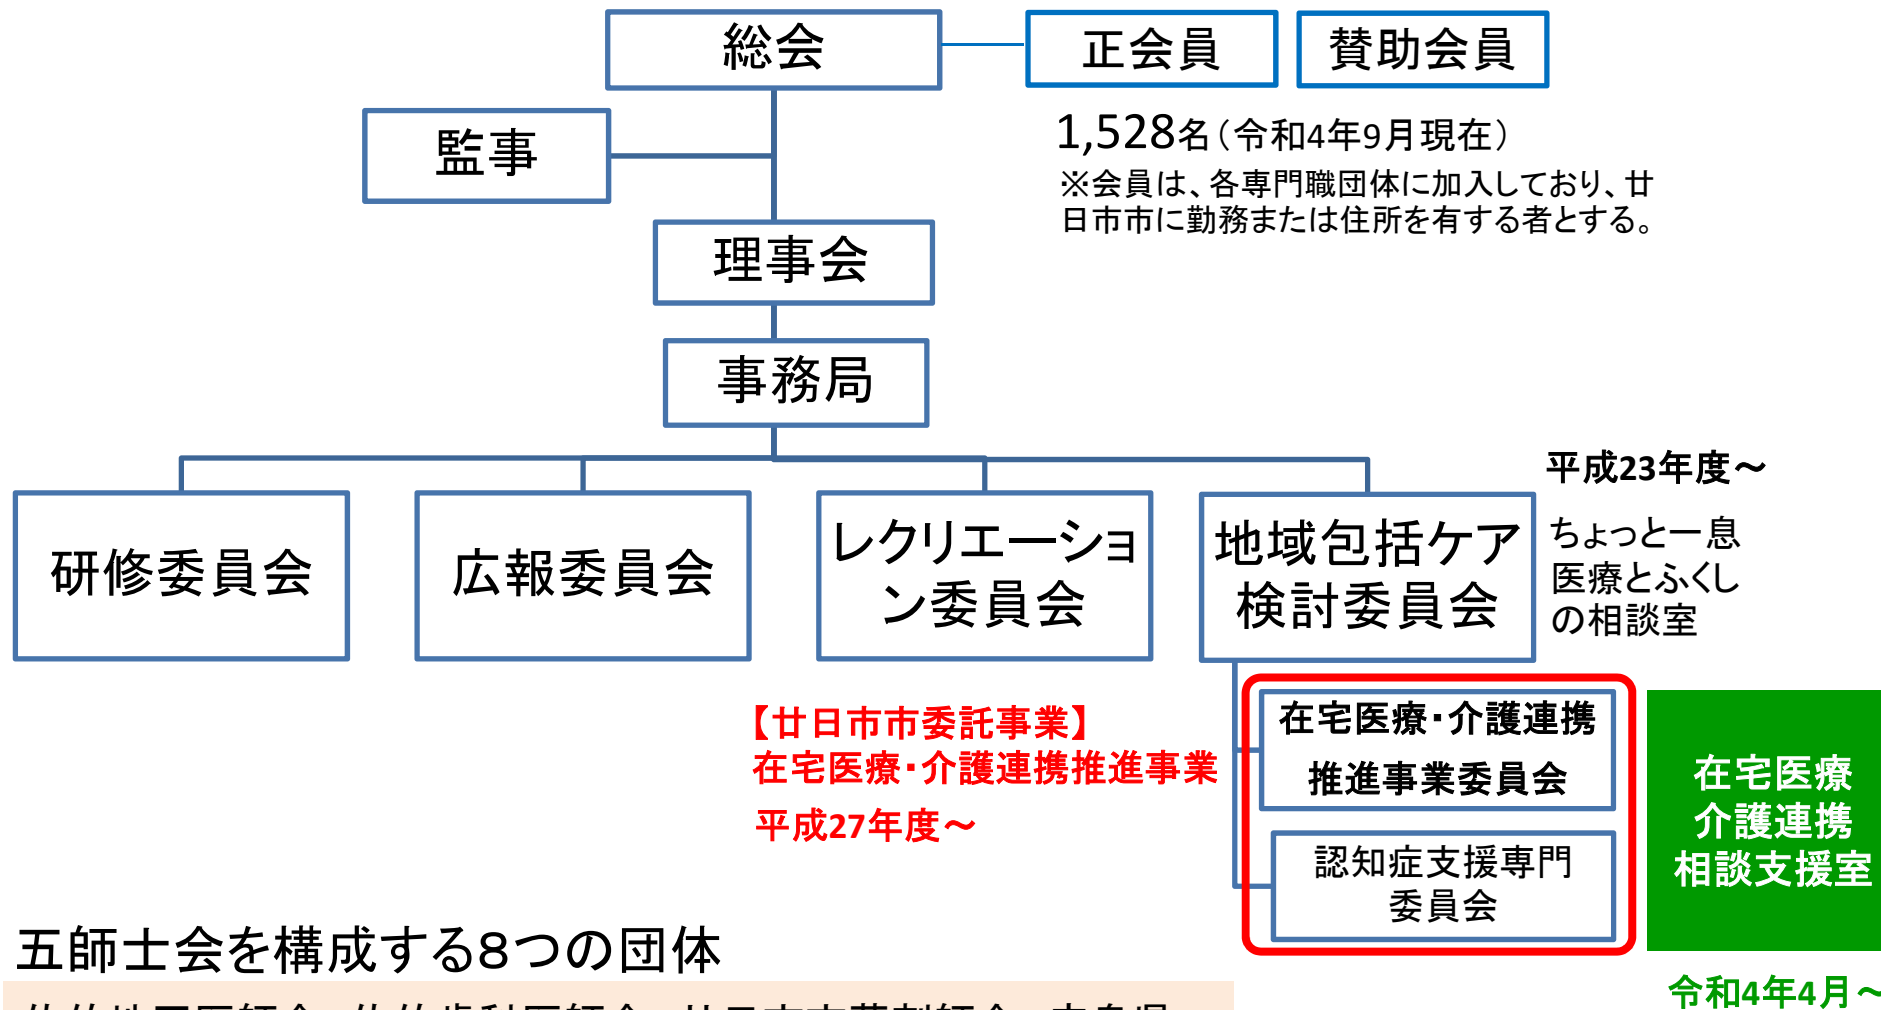 総会
正会員
賛助会員
監事
1,528名（令和4年9月現在）
※会員は、各専門職団体に加入しており、廿
日市市に勤務または住所を有する者とする。
理事会
事務局
研修委員会
広報委員会
レクリエーショ
ン委員会
地域包括ケア
検討委員会
平成23年度～
ちょっと一息
医療とふくし
の相談室
【廿日市市委託事業】
在宅医療・介護連携推進事業
平成27年度～
在宅医療・介護連携
推進事業委員会
認知症支援専門
委員会
在宅医療
介護連携
相談支援室
令和4年4月～
五師士会を構成する８つの団体